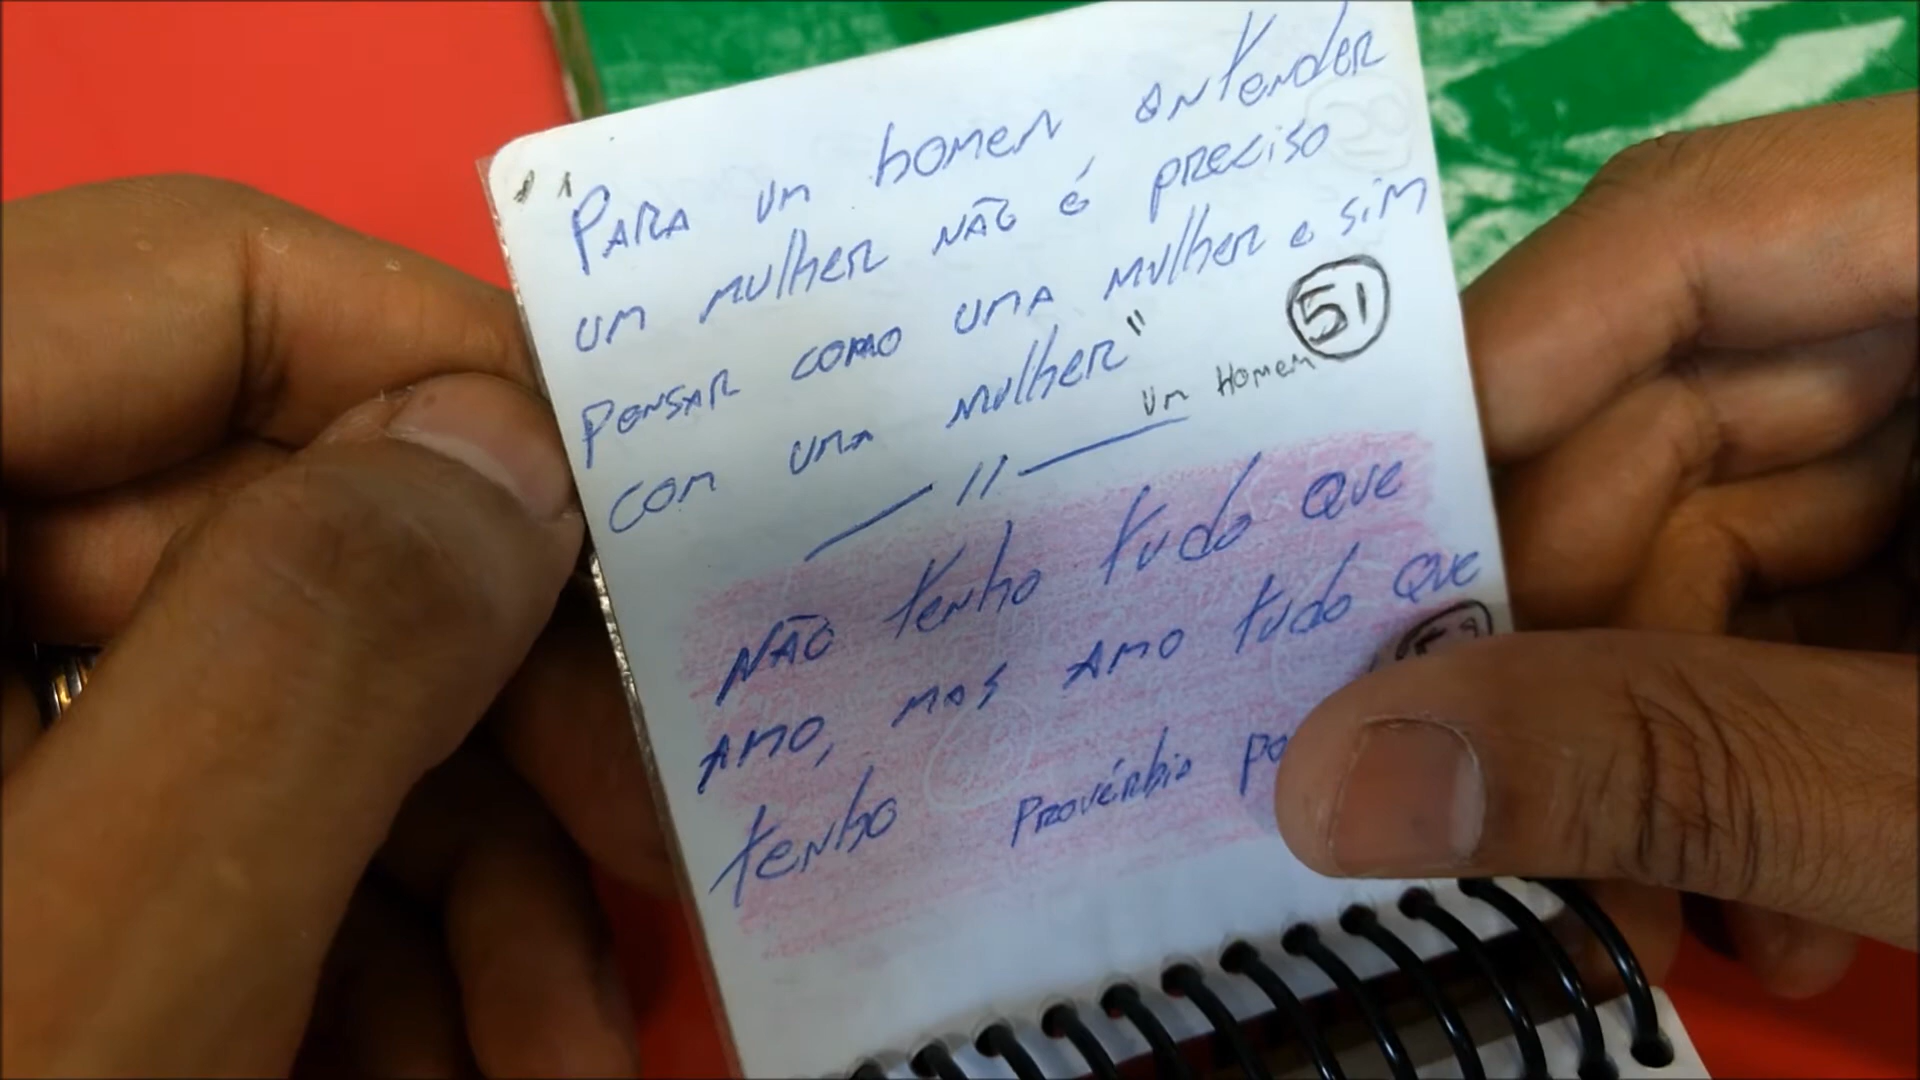 "PARA um homem entender
um mulher não é preciso
pensar como uma mulher e sim
com uma mulher"
51
um Homem
— // —
NÃO tenho tudo que
AMO, mas AMO tudo que
tenho
Provérbio